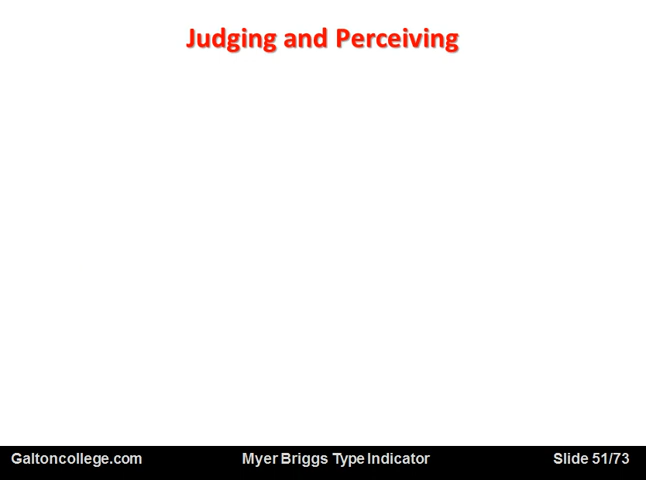 Judging and Perceiving
Galtoncollege.com Myer Briggs Type Indicator Slide 51/73